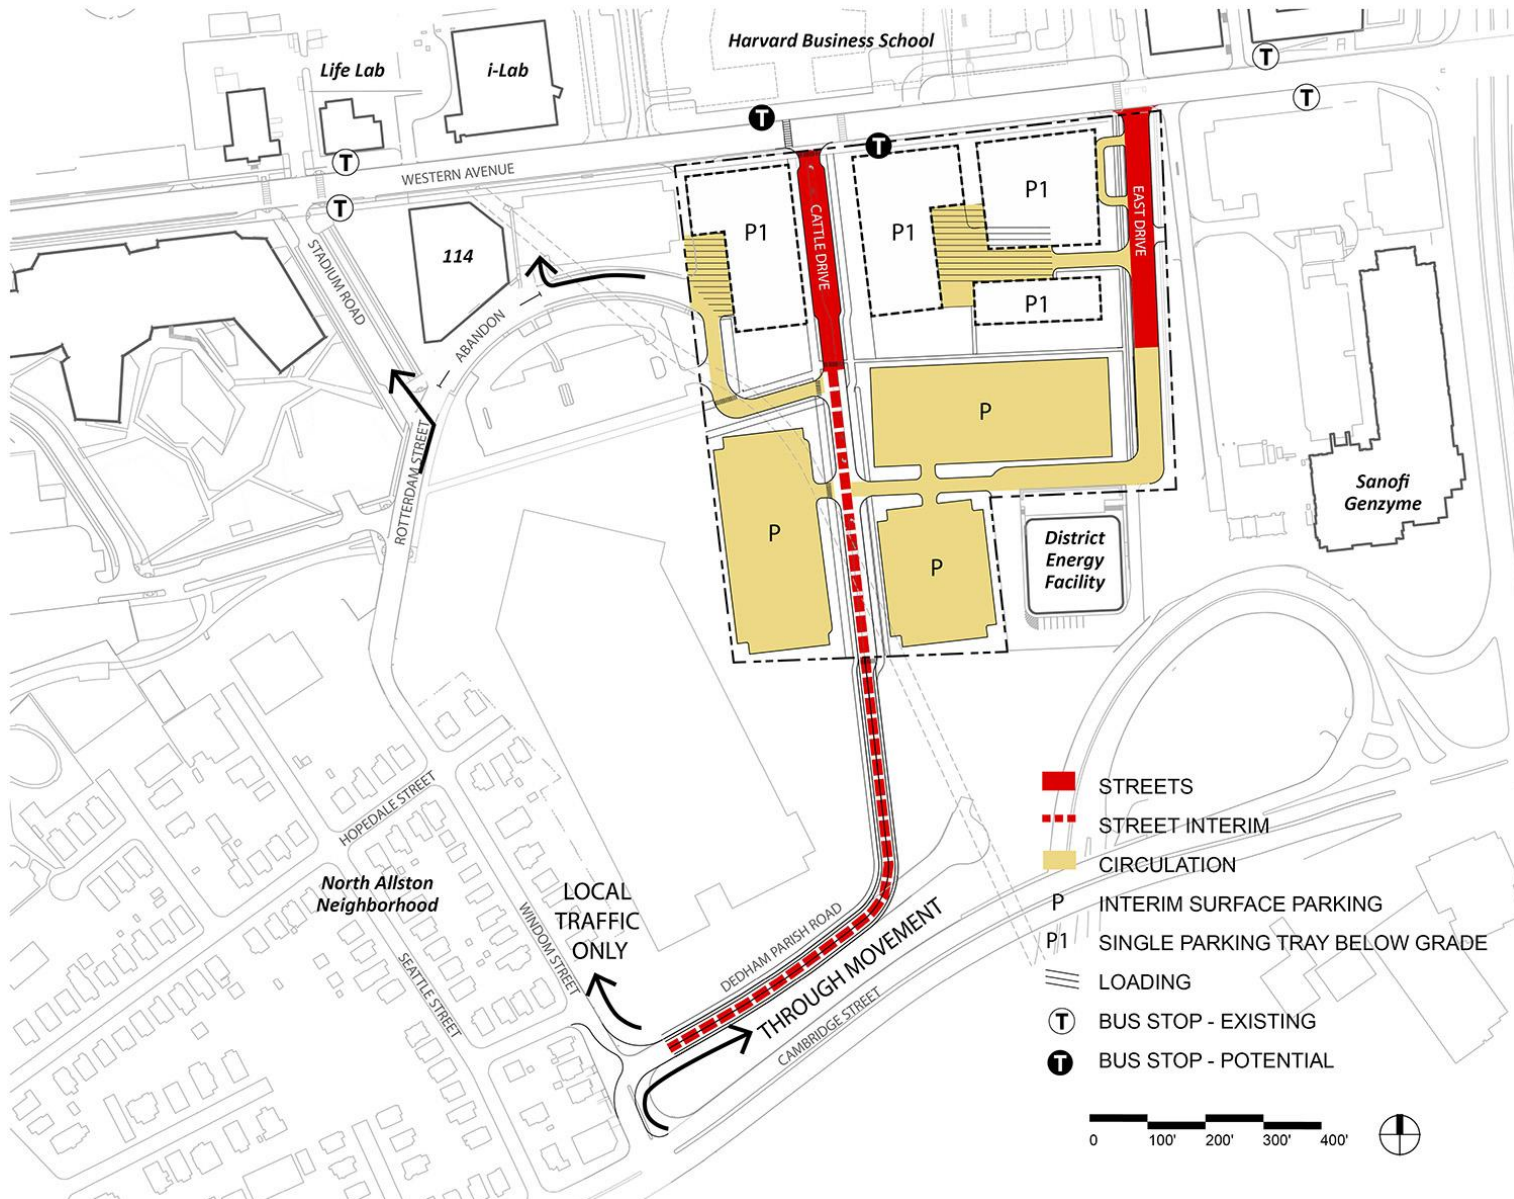 Harvard Business School
Life Lab
i-Lab
T
T
T
T
T
T
WESTERN AVENUE
STADIUM ROAD
114
ABANDON
ROTTERDAM STREET
P1
CATTLE DRIVE
P1
P1
P1
EAST DRIVE
P
P
P
District
Energy
Facility
Sanofi
Genzyme
HOPEDALE STREET
North Allston
Neighborhood
WINDOM STREET
SEATTLE STREET
LOCAL
TRAFFIC
ONLY
DEDHAM PARISH ROAD
THROUGH MOVEMENT
CAMBRIDGE STREET
STREETS
STREET INTERIM
CIRCULATION
P INTERIM SURFACE PARKING
P1 SINGLE PARKING TRAY BELOW GRADE
LOADING
T BUS STOP - EXISTING
T BUS STOP - POTENTIAL
0 100' 200' 300' 400'